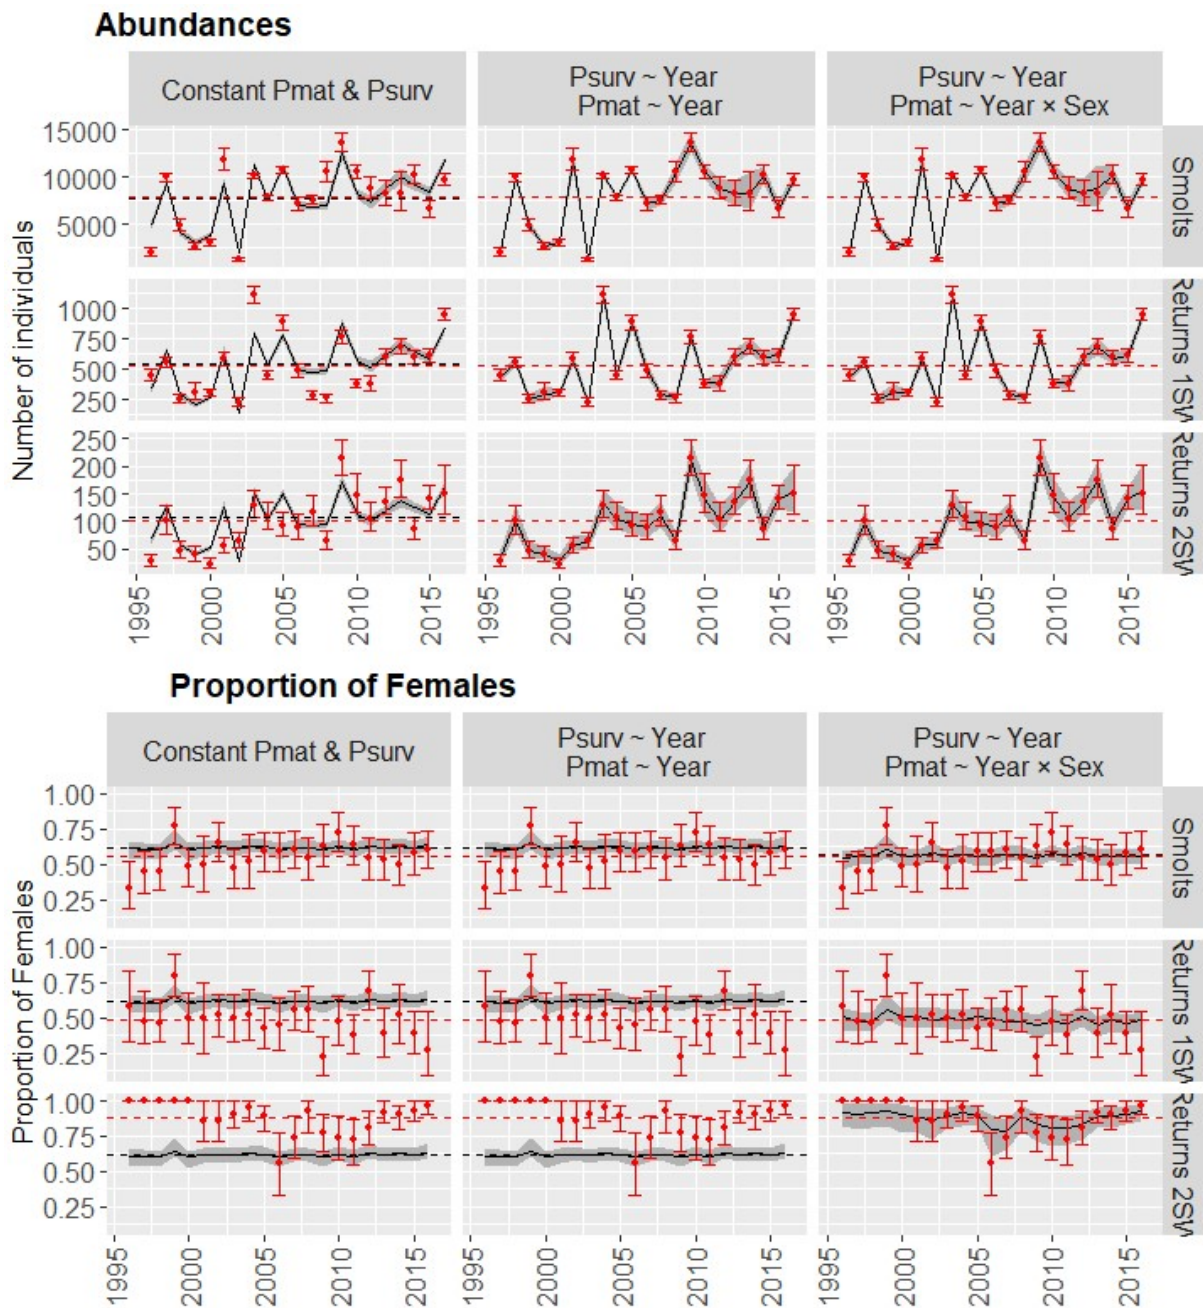 Abundances
Constant Pmat & Psurv
Psurv ~ Year
Pmat ~ Year
Psurv ~ Year
Pmat ~ Year × Sex
Number of individuals
15000
10000
5000
Smolts
1000
750
500
250
Returns 1SW
250
200
150
100
50
Returns 2SW
1995
2000
2005
2010
2015
1995
2000
2005
2010
2015
1995
2000
2005
2010
2015
Proportion of Females
Constant Pmat & Psurv
Psurv ~ Year
Pmat ~ Year
Psurv ~ Year
Pmat ~ Year × Sex
Proportion of Females
1.00
0.75
0.50
0.25
Smolts
1.00
0.75
0.50
0.25
Returns 1SW
1.00
0.75
0.50
0.25
Returns 2SW
1995
2000
2005
2010
2015
1995
2000
2005
2010
2015
1995
2000
2005
2010
2015